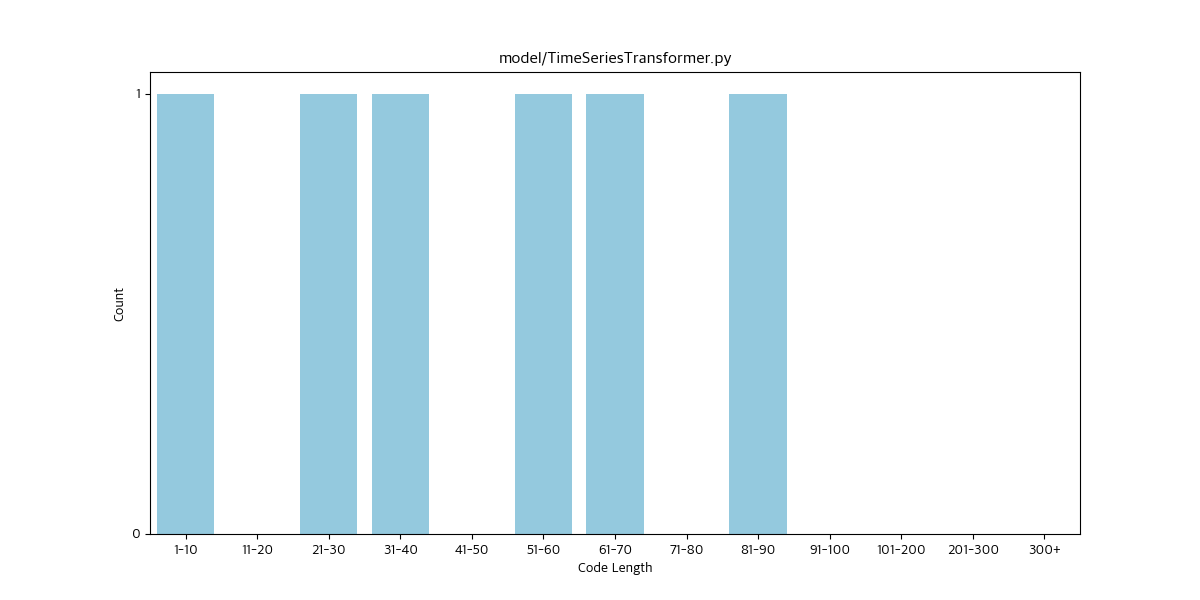 model/TimeSeriesTransformer.py
1
Count
0
1-10 11-20 21-30 31-40 41-50 51-60 61-70 71-80 81-90 91-100 101-200 201-300 300+
Code Length